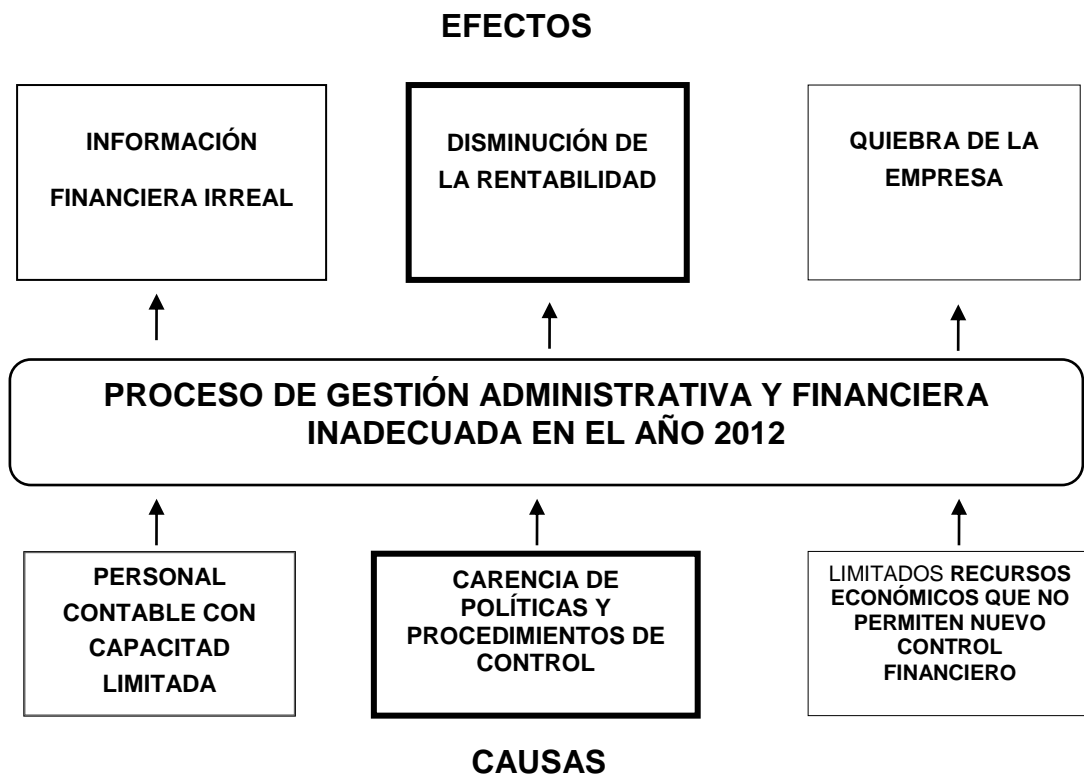 EFECTOS
INFORMACIÓN
FINANCIERA IRREAL
DISMINUCIÓN DE
LA RENTABILIDAD
QUIEBRA DE LA
EMPRESA
PROCESO DE GESTIÓN ADMINISTRATIVA Y FINANCIERA
INADECUADA EN EL AÑO 2012
PERSONAL
CONTABLE CON
CAPACITAD
LIMITADA
CARENCIA DE
POLÍTICAS Y
PROCEDIMIENTOS DE
CONTROL
LIMITADOS RECURSOS
ECONÓMICOS QUE NO
PERMITEN NUEVO
CONTROL
FINANCIERO
CAUSAS